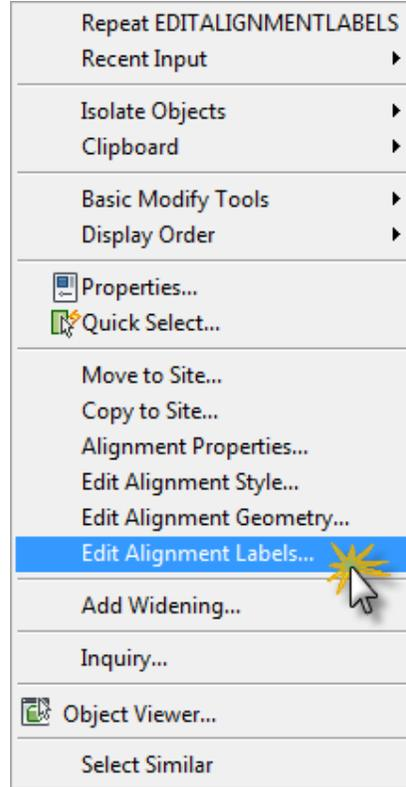 Repeat EDITALIGNMENTLABELS
Recent Input
Isolate Objects
Clipboard
Basic Modify Tools
Display Order
Properties...
Quick Select...
Move to Site...
Copy to Site...
Alignment Properties...
Edit Alignment Style...
Edit Alignment Geometry...
Edit Alignment Labels...
Add Widening...
Inquiry...
Object Viewer...
Select Similar